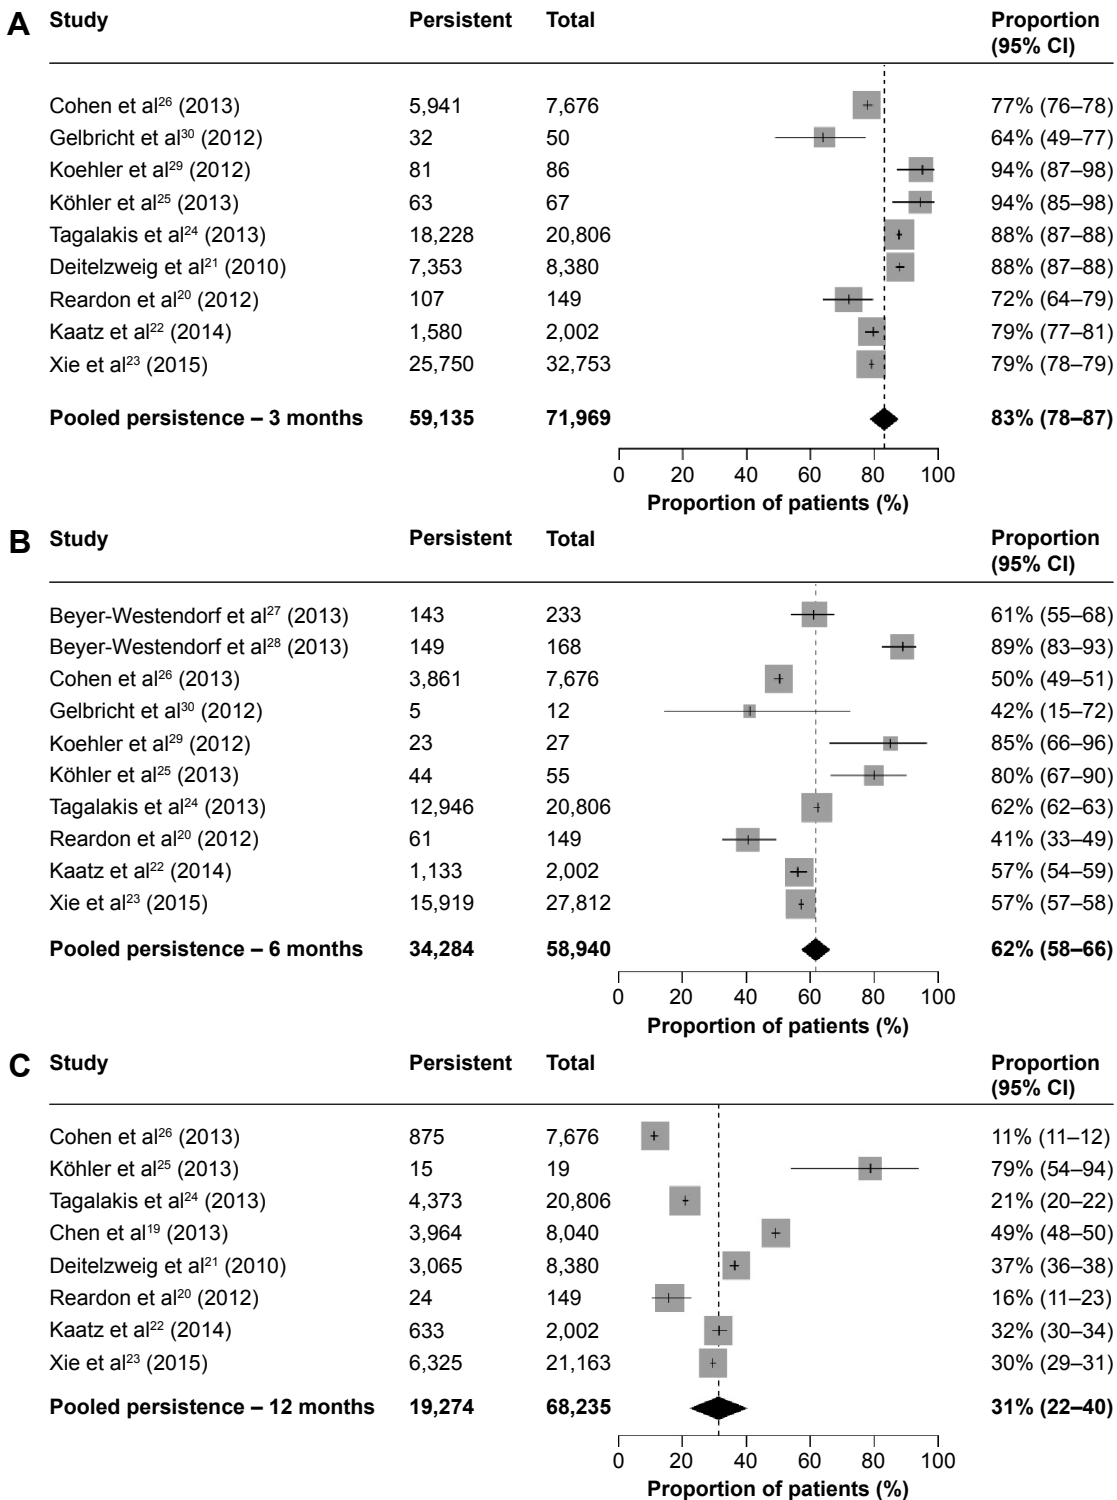 A Study Persistent Total Proportion
(95% CI)
Cohen et al26 (2013) 5,941 7,676 77% (76–78)
Gelbricht et al30 (2012) 32 50 64% (49–77)
Koehler et al29 (2012) 81 86 94% (87–98)
Köhler et al25 (2013) 63 67 94% (85–98)
Tagalakis et al24 (2013) 18,228 20,806 88% (87–88)
Deitelzweig et al21 (2010) 7,353 8,380 88% (87–88)
Reardon et al20 (2012) 107 149 72% (64–79)
Kaatz et al22 (2014) 1,580 2,002 79% (77–81)
Xie et al23 (2015) 25,750 32,753 79% (78–79)
Pooled persistence – 3 months 59,135 71,969 83% (78–87)
0 20 40 60 80 100
Proportion of patients (%)
B Study Persistent Total Proportion
(95% CI)
Beyer-Westendorf et al27 (2013) 143 233 61% (55–68)
Beyer-Westendorf et al28 (2013) 149 168 89% (83–93)
Cohen et al26 (2013) 3,861 7,676 50% (49–51)
Gelbricht et al30 (2012) 5 12 42% (15–72)
Koehler et al29 (2012) 23 27 85% (66–96)
Köhler et al25 (2013) 44 55 80% (67–90)
Tagalakis et al24 (2013) 12,946 20,806 62% (62–63)
Reardon et al20 (2012) 61 149 41% (33–49)
Kaatz et al22 (2014) 1,133 2,002 57% (54–59)
Xie et al23 (2015) 15,919 27,812 57% (57–58)
Pooled persistence – 6 months 34,284 58,940 62% (58–66)
0 20 40 60 80 100
Proportion of patients (%)
C Study Persistent Total Proportion
(95% CI)
Cohen et al26 (2013) 875 7,676 11% (11–12)
Köhler et al25 (2013) 15 19 79% (54–94)
Tagalakis et al24 (2013) 4,373 20,806 21% (20–22)
Chen et al19 (2013) 3,964 8,040 49% (48–50)
Deitelzweig et al21 (2010) 3,065 8,380 37% (36–38)
Reardon et al20 (2012) 24 149 16% (11–23)
Kaatz et al22 (2014) 633 2,002 32% (30–34)
Xie et al23 (2015) 6,325 21,163 30% (29–31)
Pooled persistence – 12 months 19,274 68,235 31% (22–40)
0 20 40 60 80 100
Proportion of patients (%)